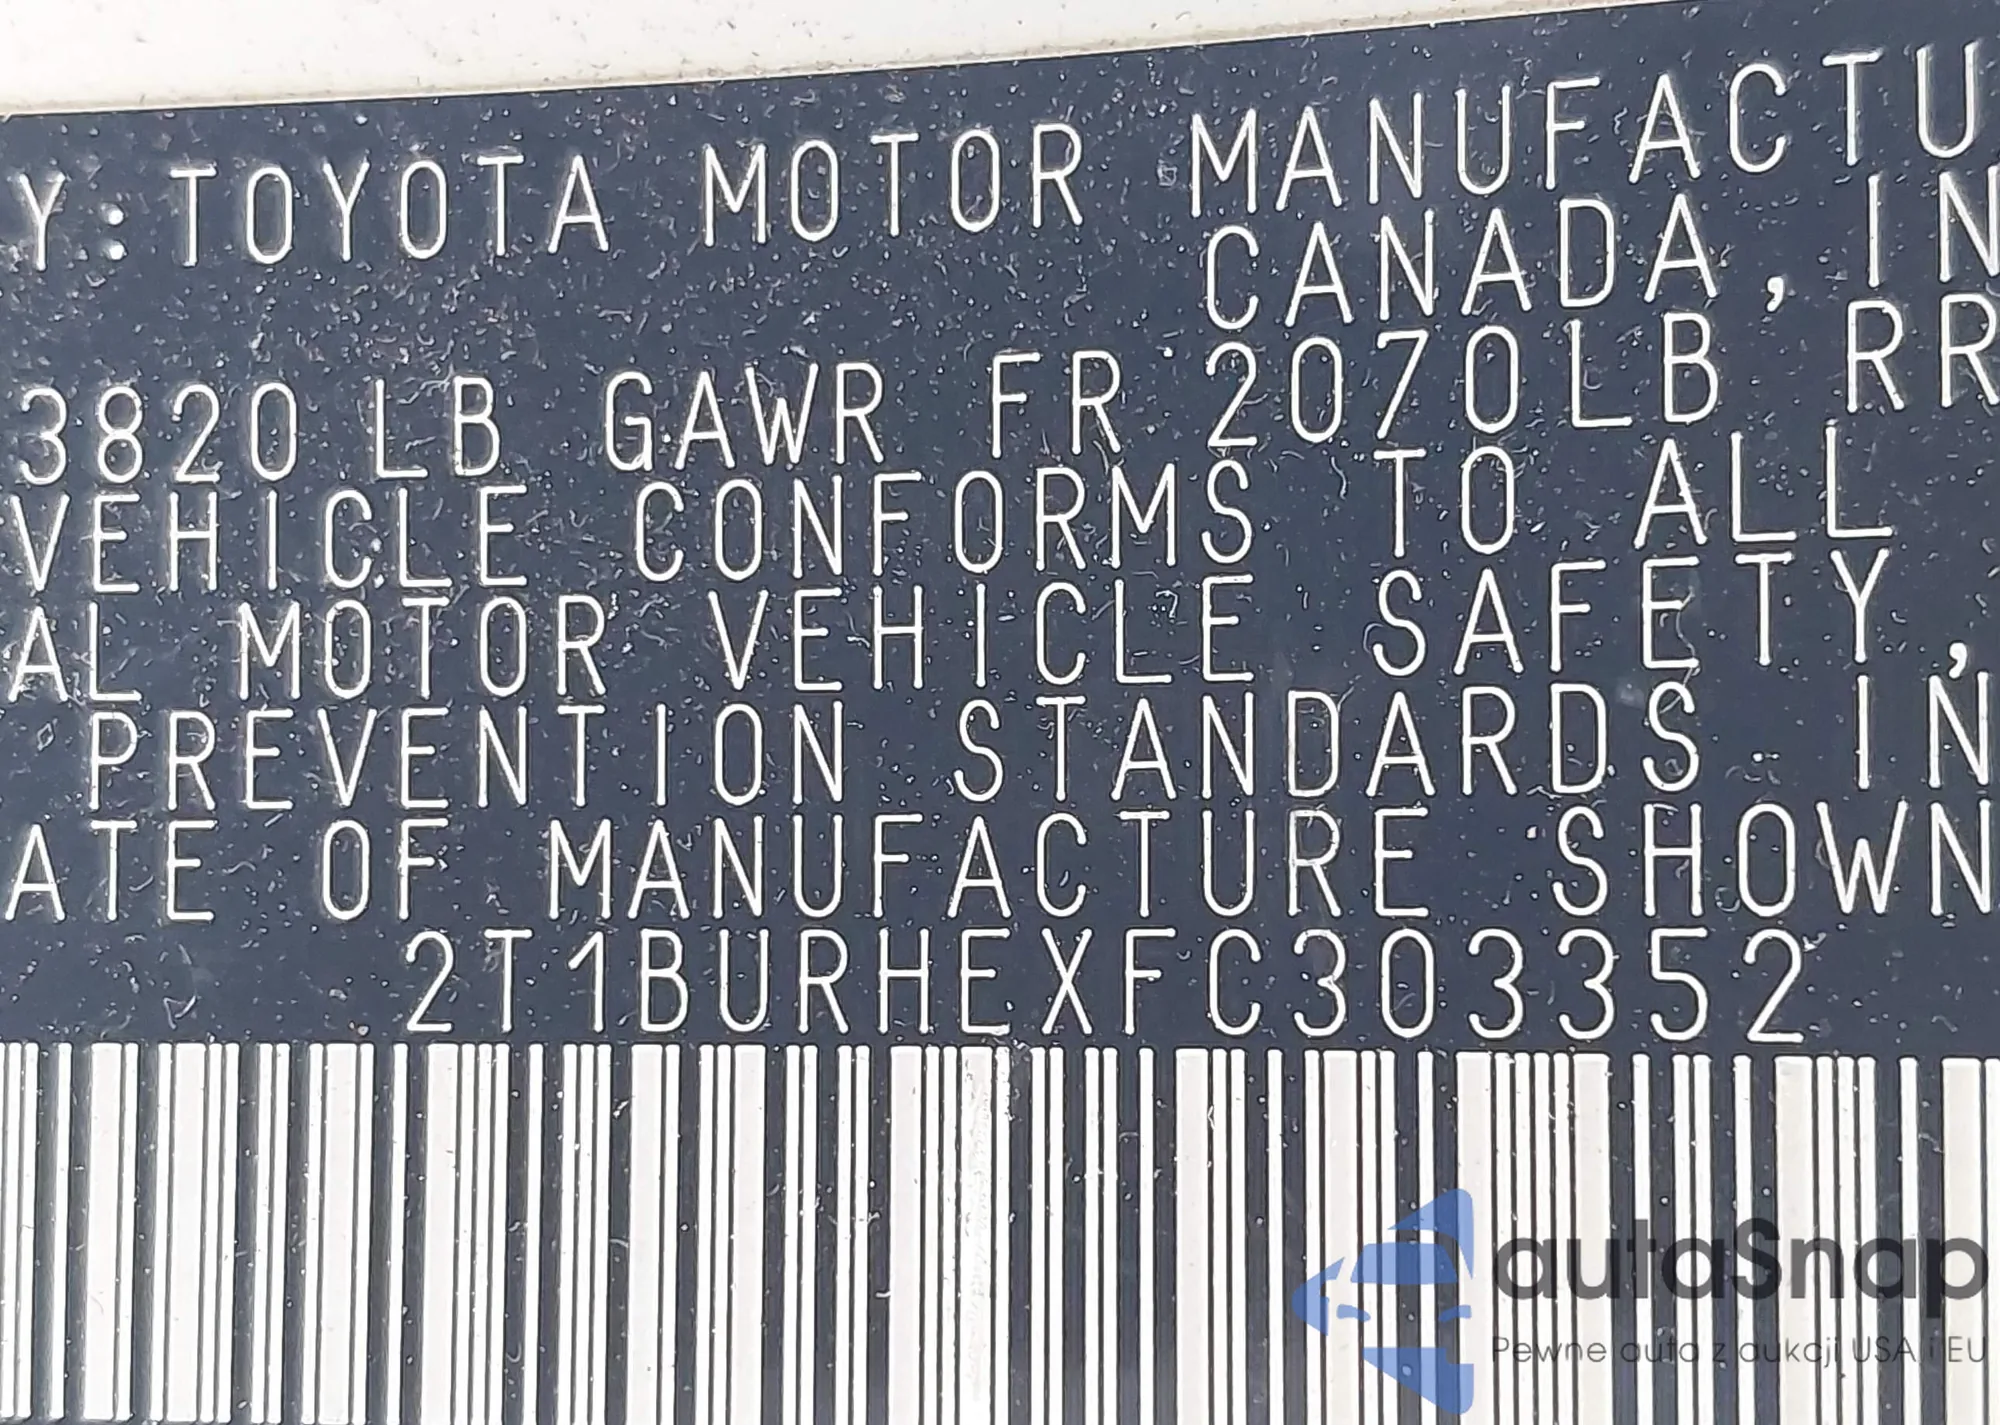 Y: TOYOTA MOTOR MANUFACTU
CANADA, IN
3820 LB GAWR FR 2070LB RR
VEHICLE CONFORMS TO ALL
AL MOTOR VEHICLE SAFETY,
PREVENTION STANDARDS IN
ATE OF MANUFACTURE SHOWN
2T1BURHEXFC303352
autaSnap
Pewne auta z aukcji USA i EU